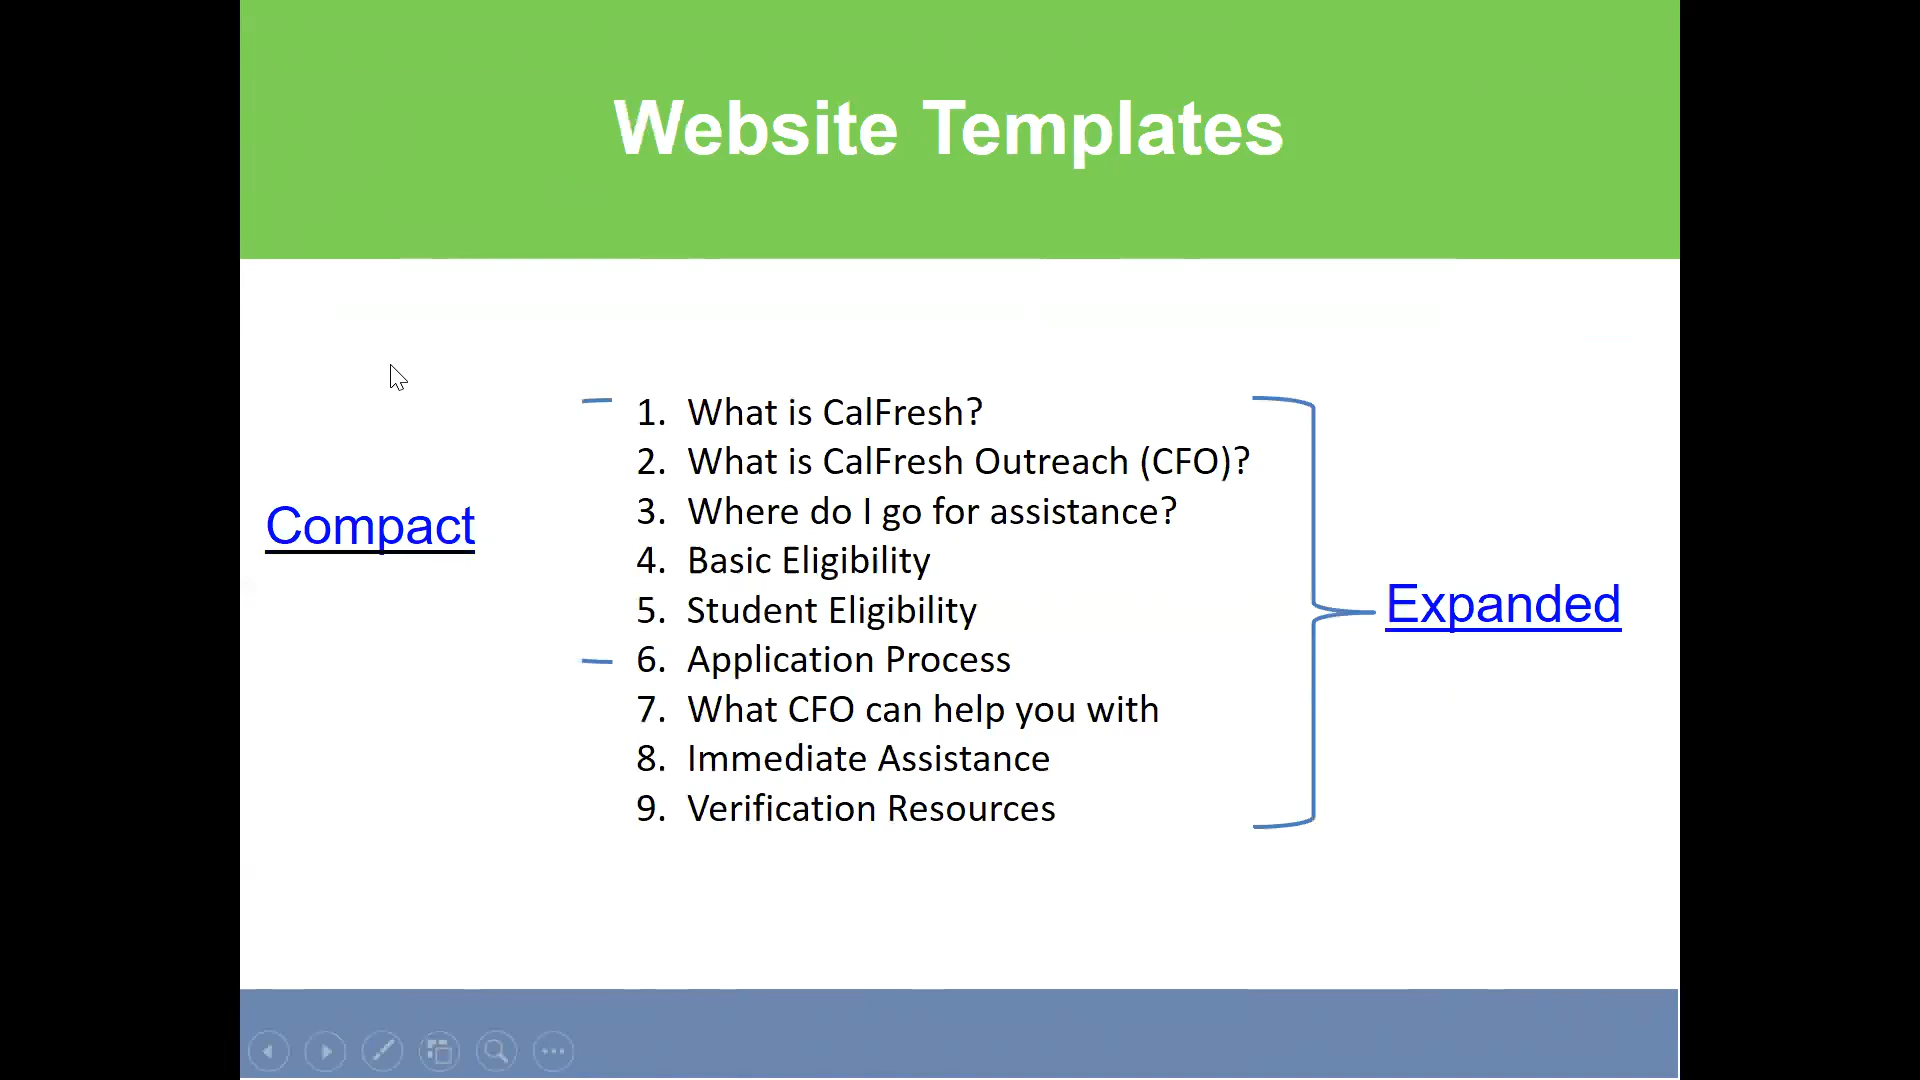 Website Templates
Compact
1. What is CalFresh?
2. What is CalFresh Outreach (CFO)?
3. Where do I go for assistance?
4. Basic Eligibility
5. Student Eligibility
6. Application Process
7. What CFO can help you with
8. Immediate Assistance
9. Verification Resources
Expanded